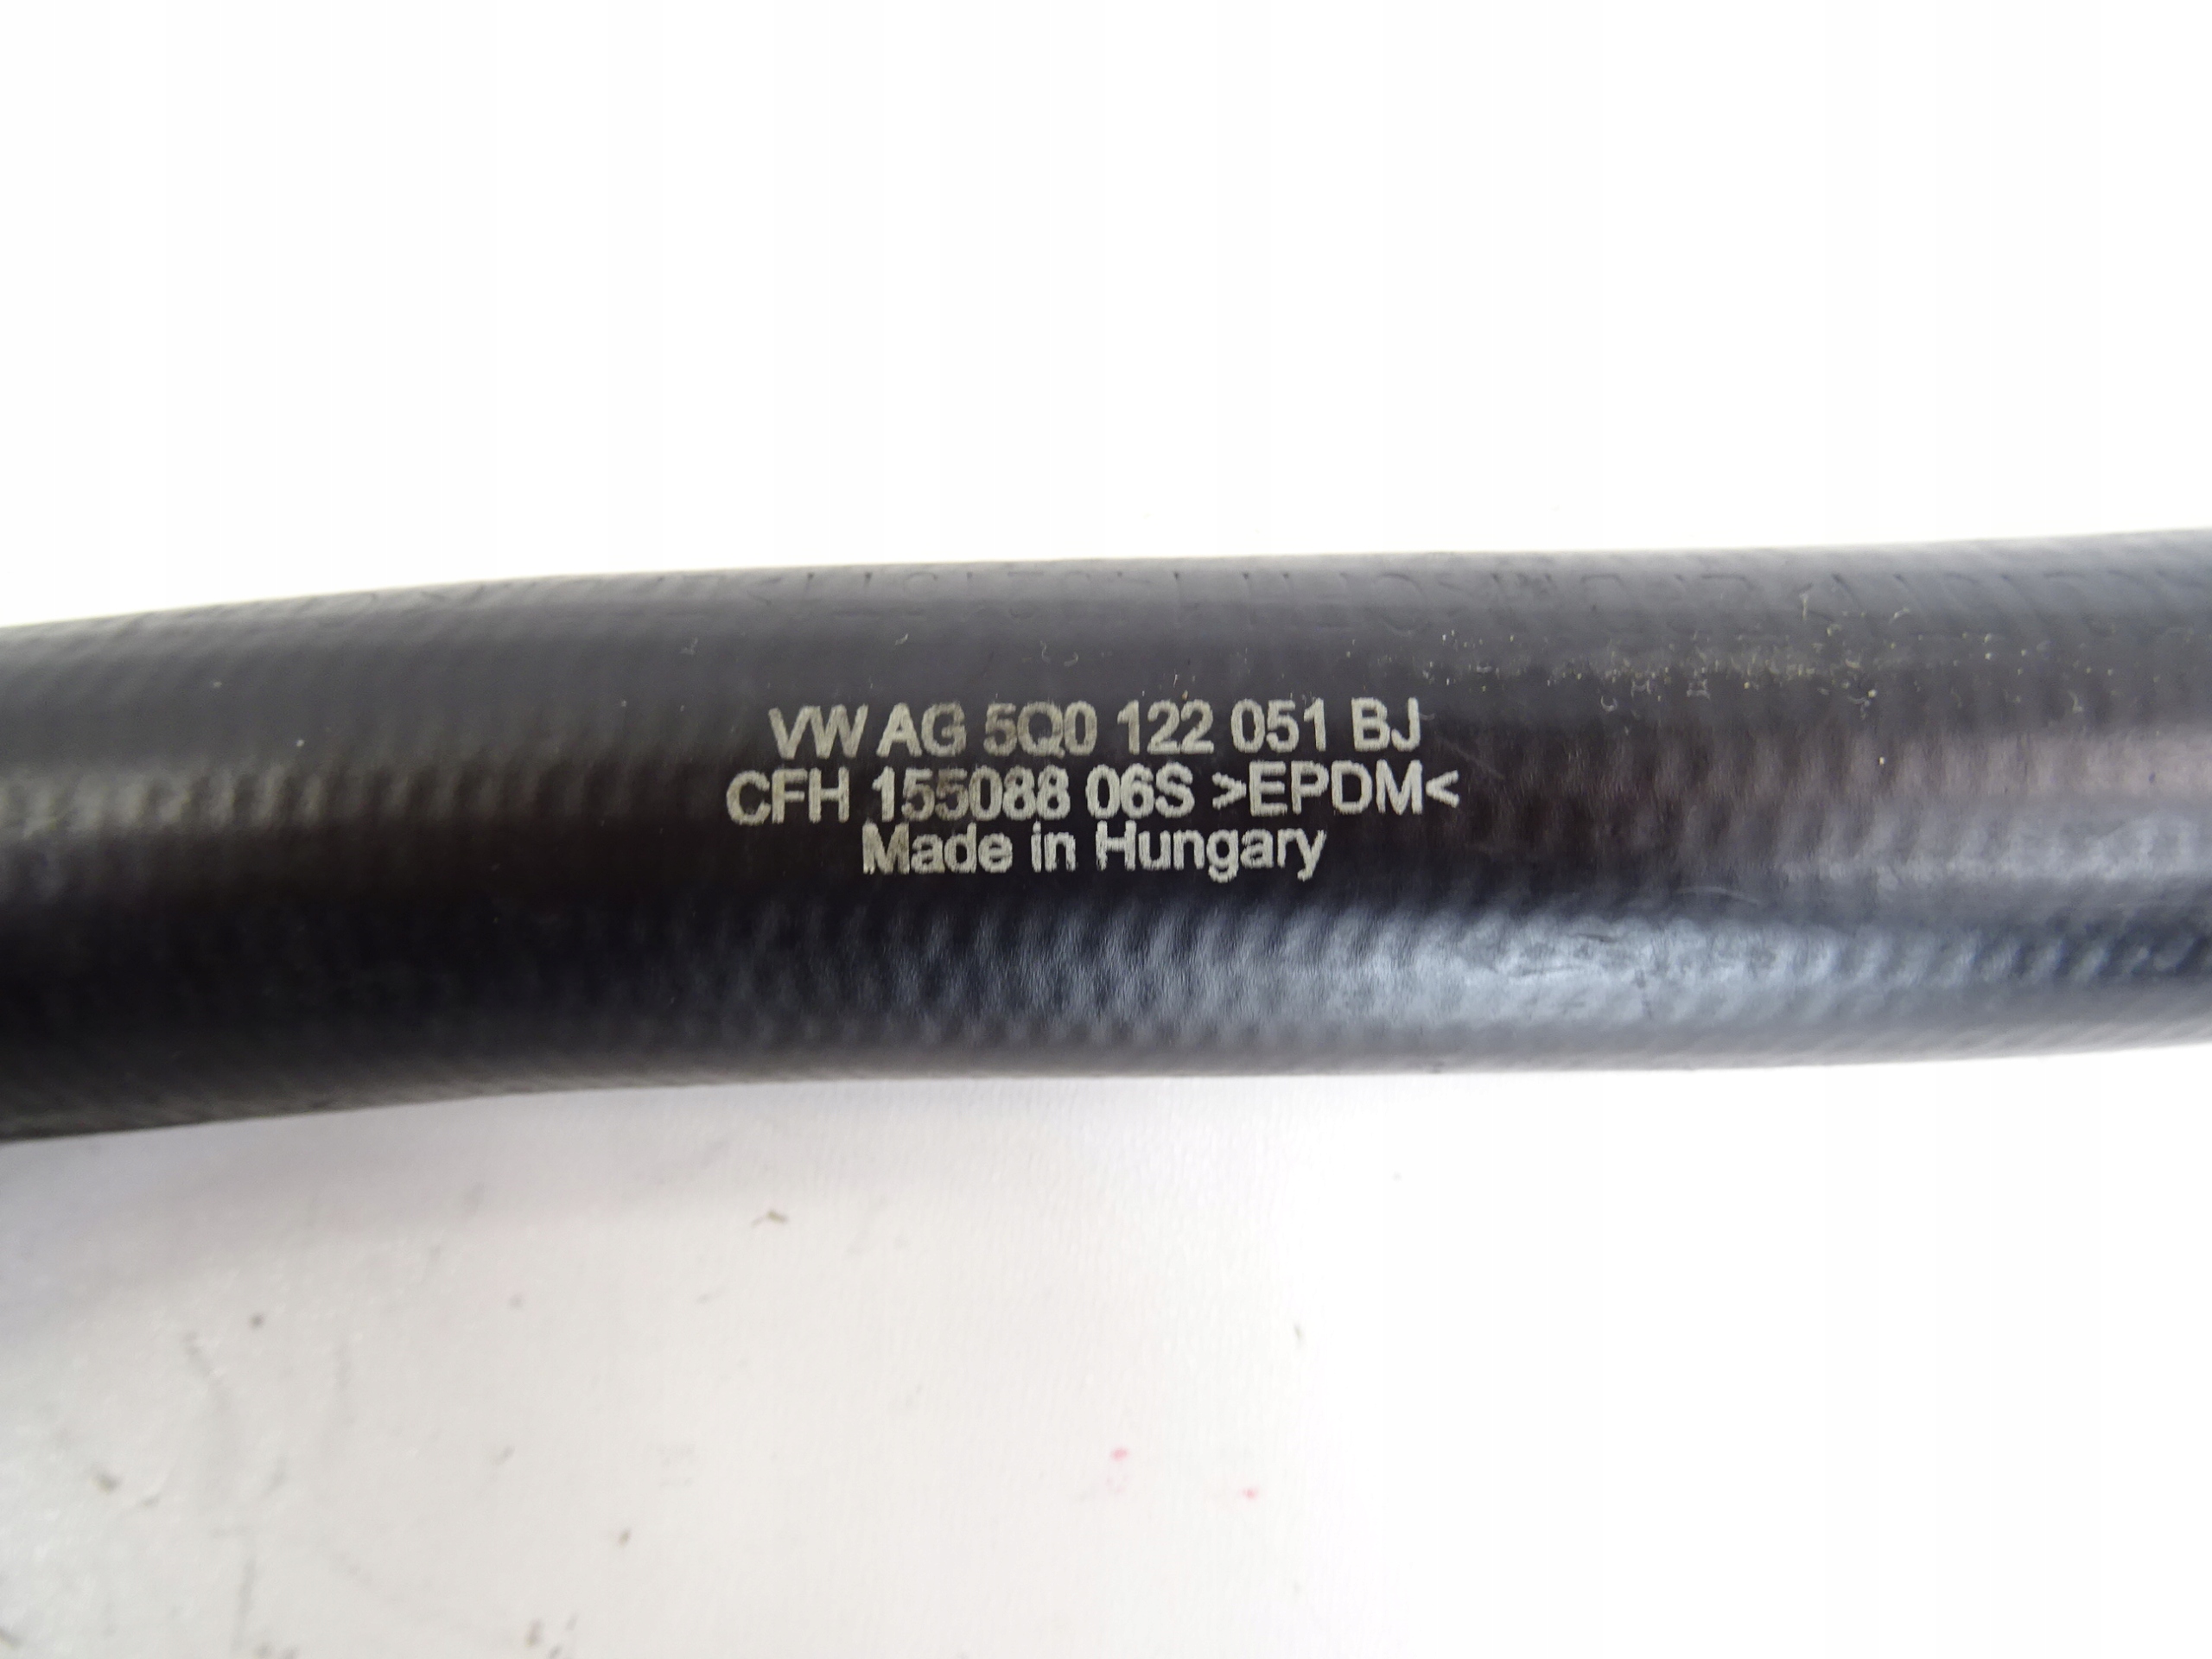 VW AG 5Q0 122 051 BJ
CFH 155088 06S >EPDM<
Made in Hungary